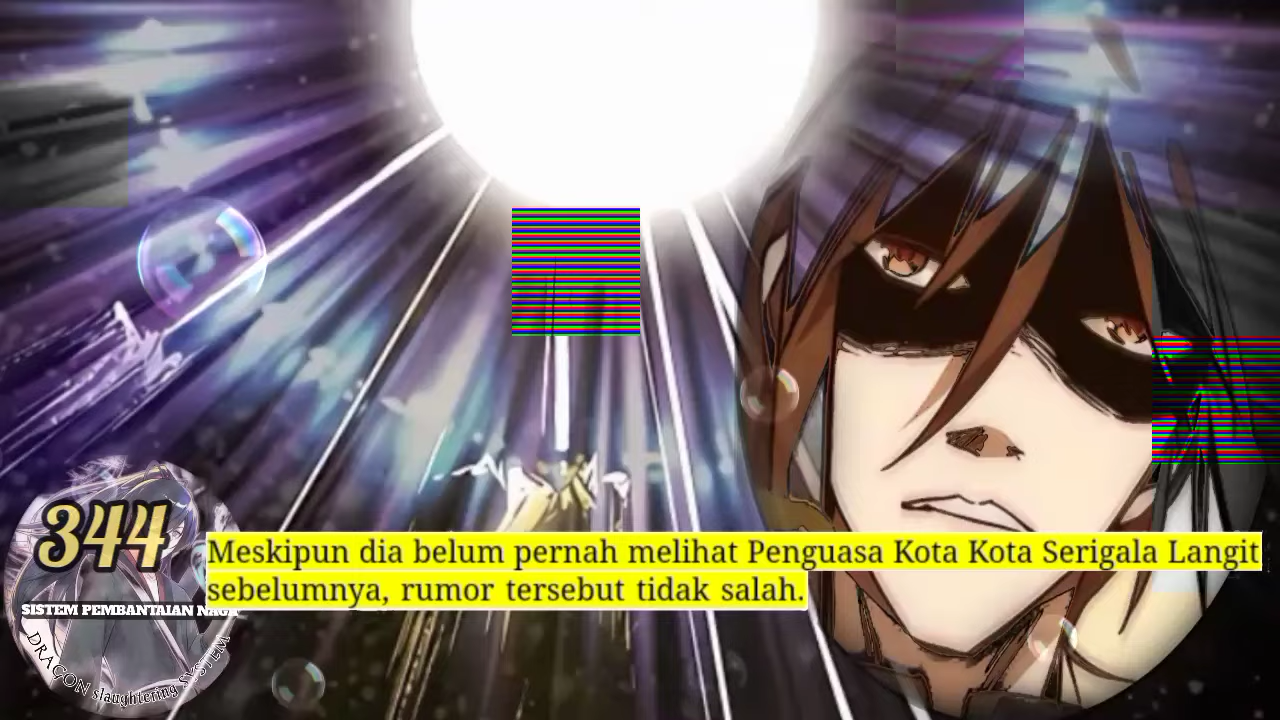 344
SISTEM PEMBANTAIAN NAGA
DRAGON slaughtering SYSTEM
Meskipun dia belum pernah melihat Penguasa Kota Kota Serigala Langit
sebelumnya, rumor tersebut tidak salah.